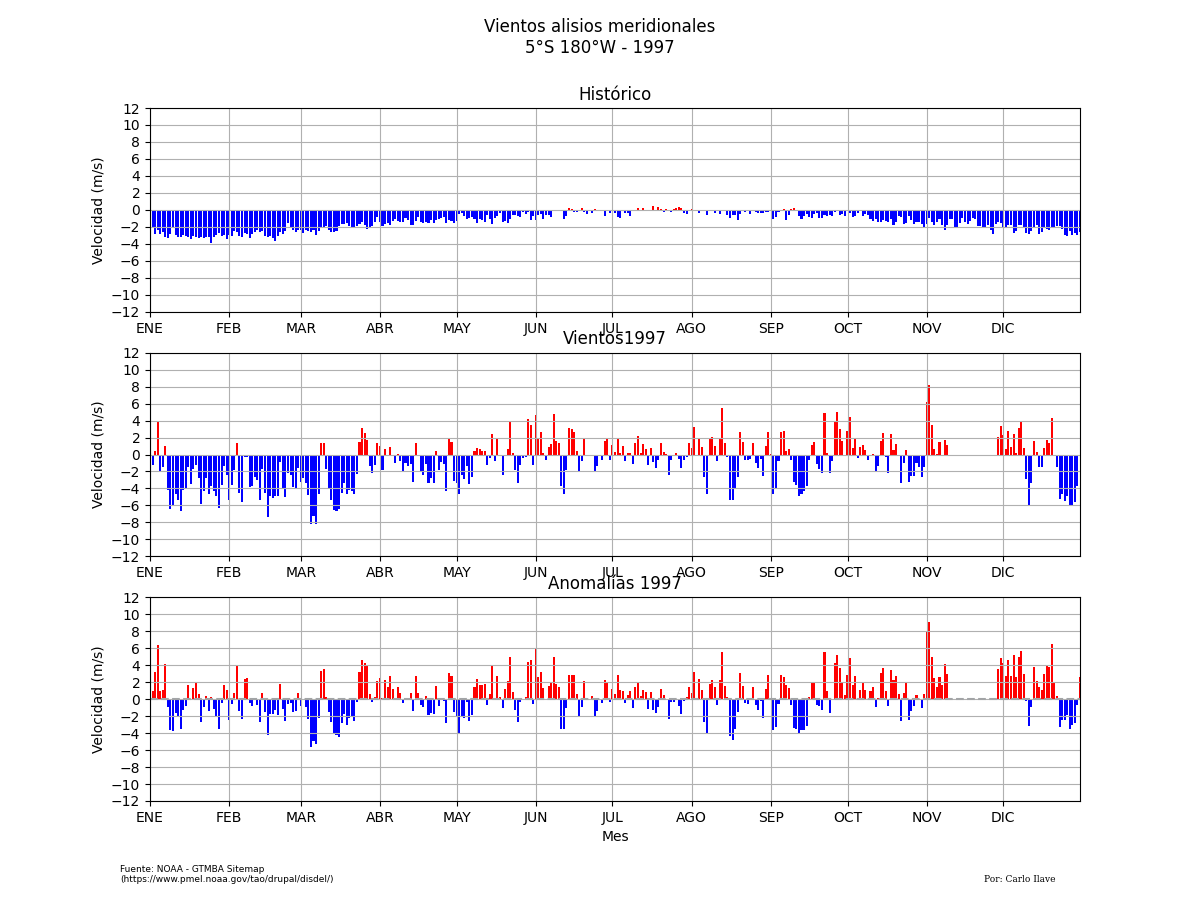 Vientos alisios meridionales
5°S 180°W - 1997
Histórico
12
10
8
6
4
2
0
−2
−4
−6
−8
−10
−12
Velocidad (m/s)
ENE FEB MAR ABR MAY JUN JUL AGO SEP OCT NOV DIC
Vientos1997
12
10
8
6
4
2
0
−2
−4
−6
−8
−10
−12
Velocidad (m/s)
ENE FEB MAR ABR MAY JUN JUL AGO SEP OCT NOV DIC
Anomalías 1997
12
10
8
6
4
2
0
−2
−4
−6
−8
−10
−12
Velocidad (m/s)
ENE FEB MAR ABR MAY JUN JUL AGO SEP OCT NOV DIC
Mes
Fuente: NOAA - GTMBA Sitemap
(https://www.pmel.noaa.gov/tao/drupal/disdel/)
Por: Carlo Ilave